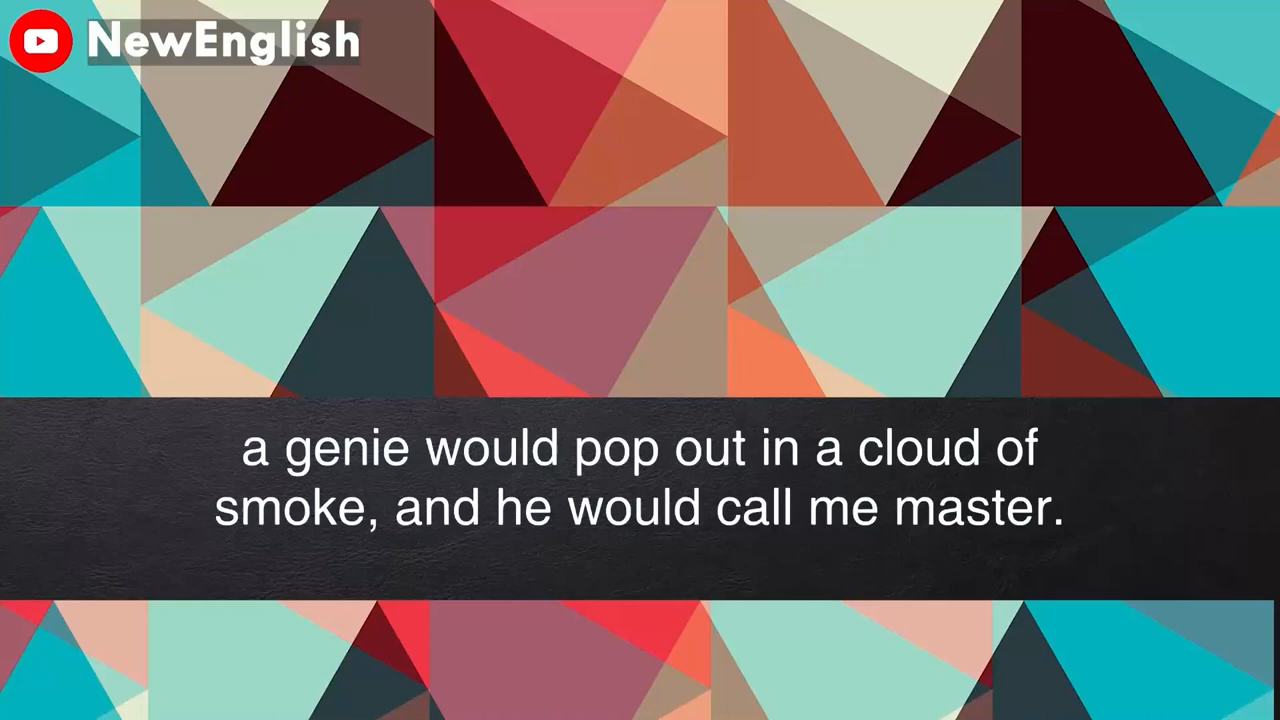 NewEnglish
a genie would pop out in a cloud of
smoke, and he would call me master.